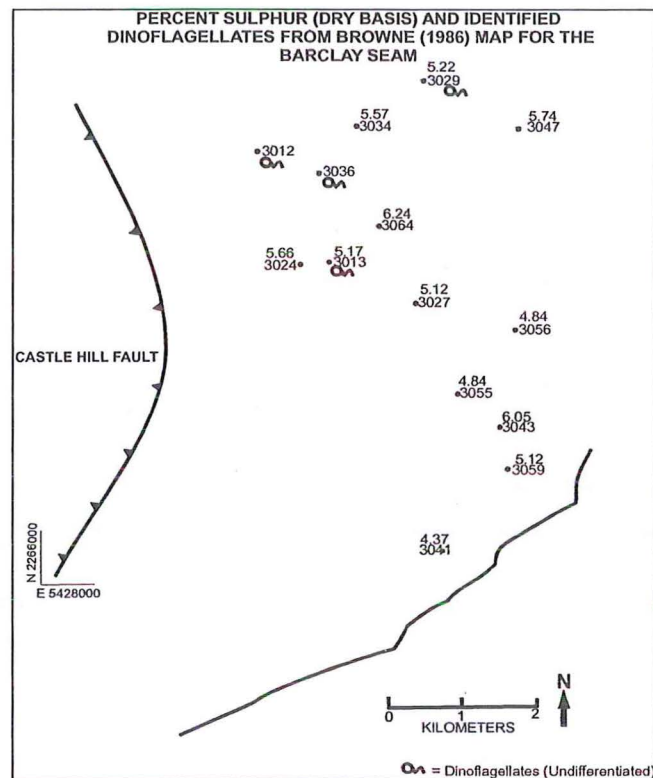 PERCENT SULPHUR (DRY BASIS) AND IDENTIFIED
DINOFLAGELLATES FROM BROWNE (1986) MAP FOR THE
BARCLAY SEAM
5.22
3029
5.57
3034
5.74
3047
3012
3036
6.24
3064
5.66
3024
5.17
3013
5.12
3027
4.84
3056
CASTLE HILL FAULT
4.84
3055
6.05
3043
5.12
3059
4.37
3041
N 2266000
E 5428000
N
0 1 2
KILOMETERS
= Dinoflagellates (Undifferentiated)